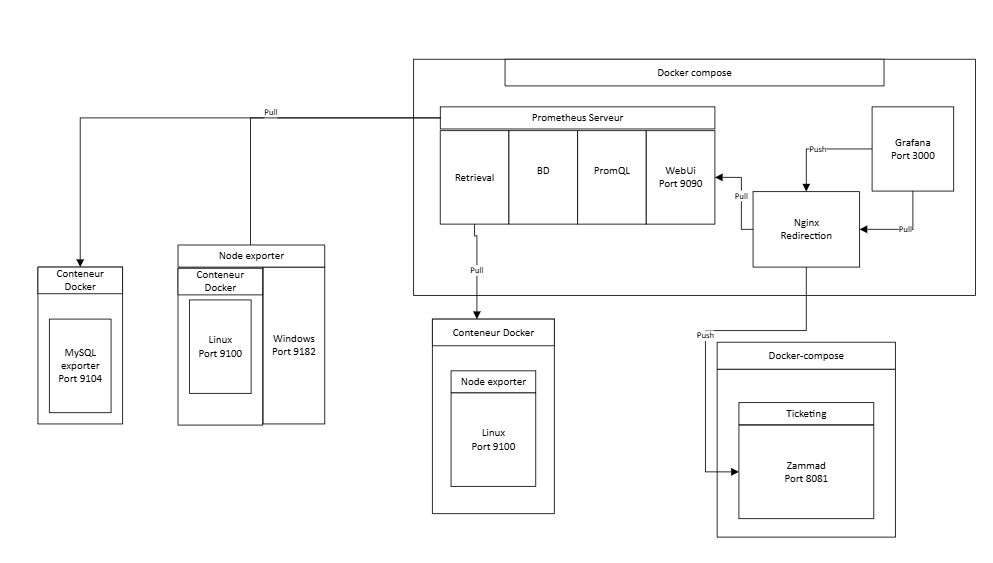 Docker compose
Pull
Prometheus Serveur
Retrieval
BD
PromQL
WebUi
Port 9090
Grafana
Port 3000
Push
Pull
Nginx
Redirection
Pull
Pull
Push
Conteneur
Docker
MySQL
exporter
Port 9104
Node exporter
Conteneur
Docker
Linux
Port 9100
Windows
Port 9182
Conteneur Docker
Node exporter
Linux
Port 9100
Docker-compose
Ticketing
Zammad
Port 8081